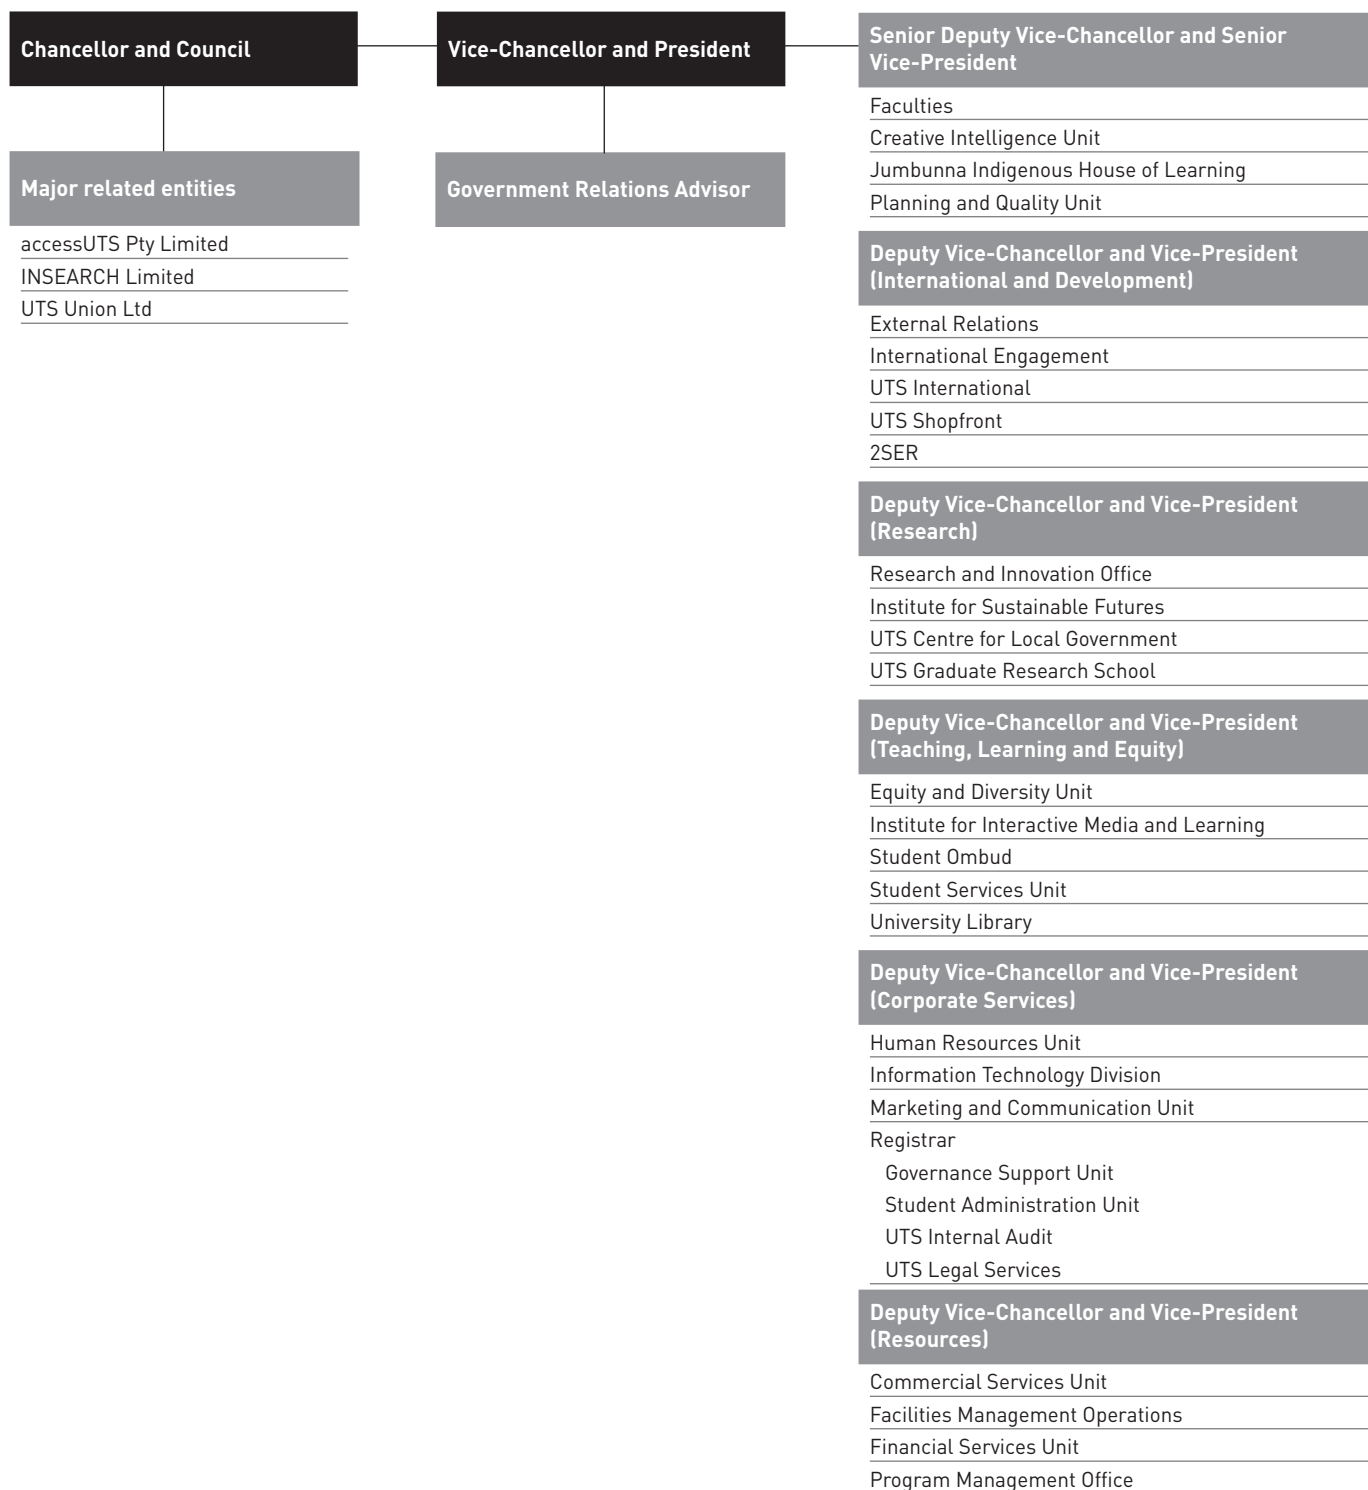 Chancellor and Council
Major related entities
accessUTS Pty Limited
INSEARCH Limited
UTS Union Ltd
Vice-Chancellor and President
Government Relations Advisor
Senior Deputy Vice-Chancellor and Senior
Vice-President
Faculties
Creative Intelligence Unit
Jumbunna Indigenous House of Learning
Planning and Quality Unit
Deputy Vice-Chancellor and Vice-President
(International and Development)
External Relations
International Engagement
UTS International
UTS Shopfront
2SER
Deputy Vice-Chancellor and Vice-President
(Research)
Research and Innovation Office
Institute for Sustainable Futures
UTS Centre for Local Government
UTS Graduate Research School
Deputy Vice-Chancellor and Vice-President
(Teaching, Learning and Equity)
Equity and Diversity Unit
Institute for Interactive Media and Learning
Student Ombud
Student Services Unit
University Library
Deputy Vice-Chancellor and Vice-President
(Corporate Services)
Human Resources Unit
Information Technology Division
Marketing and Communication Unit
Registrar
Governance Support Unit
Student Administration Unit
UTS Internal Audit
UTS Legal Services
Deputy Vice-Chancellor and Vice-President
(Resources)
Commercial Services Unit
Facilities Management Operations
Financial Services Unit
Program Management Office